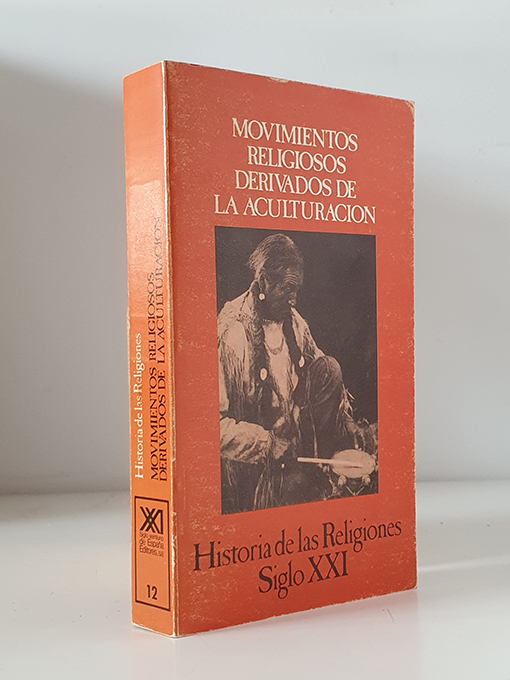 MOVIMIENTOS
RELIGIOSOS
DERIVADOS DE
LA ACULTURACION
Historia de las Religiones
Siglo XXI
Historia de las Religiones
MOVIMIENTOS RELIGIOSOS
DERIVADOS DE LA ACULTURACION
XXI
Siglo veintiuno
de España
Editores, sa
12